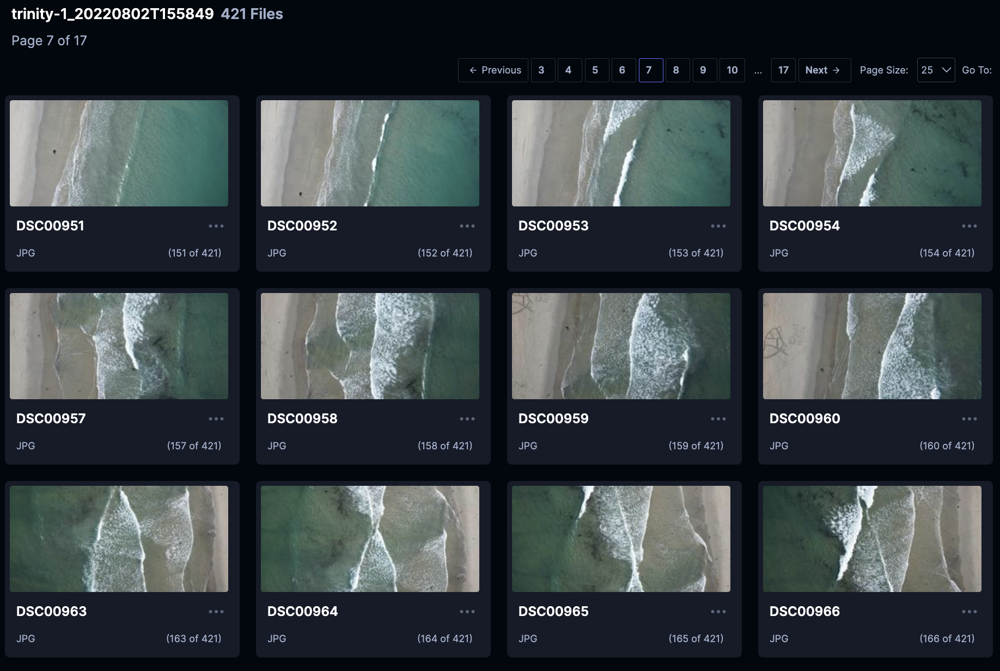 trinity-1_20220802T155849 421 Files
Page 7 of 17
← Previous 3 4 5 6 7 8 9 10 ... 17 Next → Page Size: 25 Go To:
DSC00951 DSC00952 DSC00953 DSC00954
JPG (151 of 421) JPG (152 of 421) JPG (153 of 421) JPG (154 of 421)
DSC00957 DSC00958 DSC00959 DSC00960
JPG (157 of 421) JPG (158 of 421) JPG (159 of 421) JPG (160 of 421)
DSC00963 DSC00964 DSC00965 DSC00966
JPG (163 of 421) JPG (164 of 421) JPG (165 of 421) JPG (166 of 421)